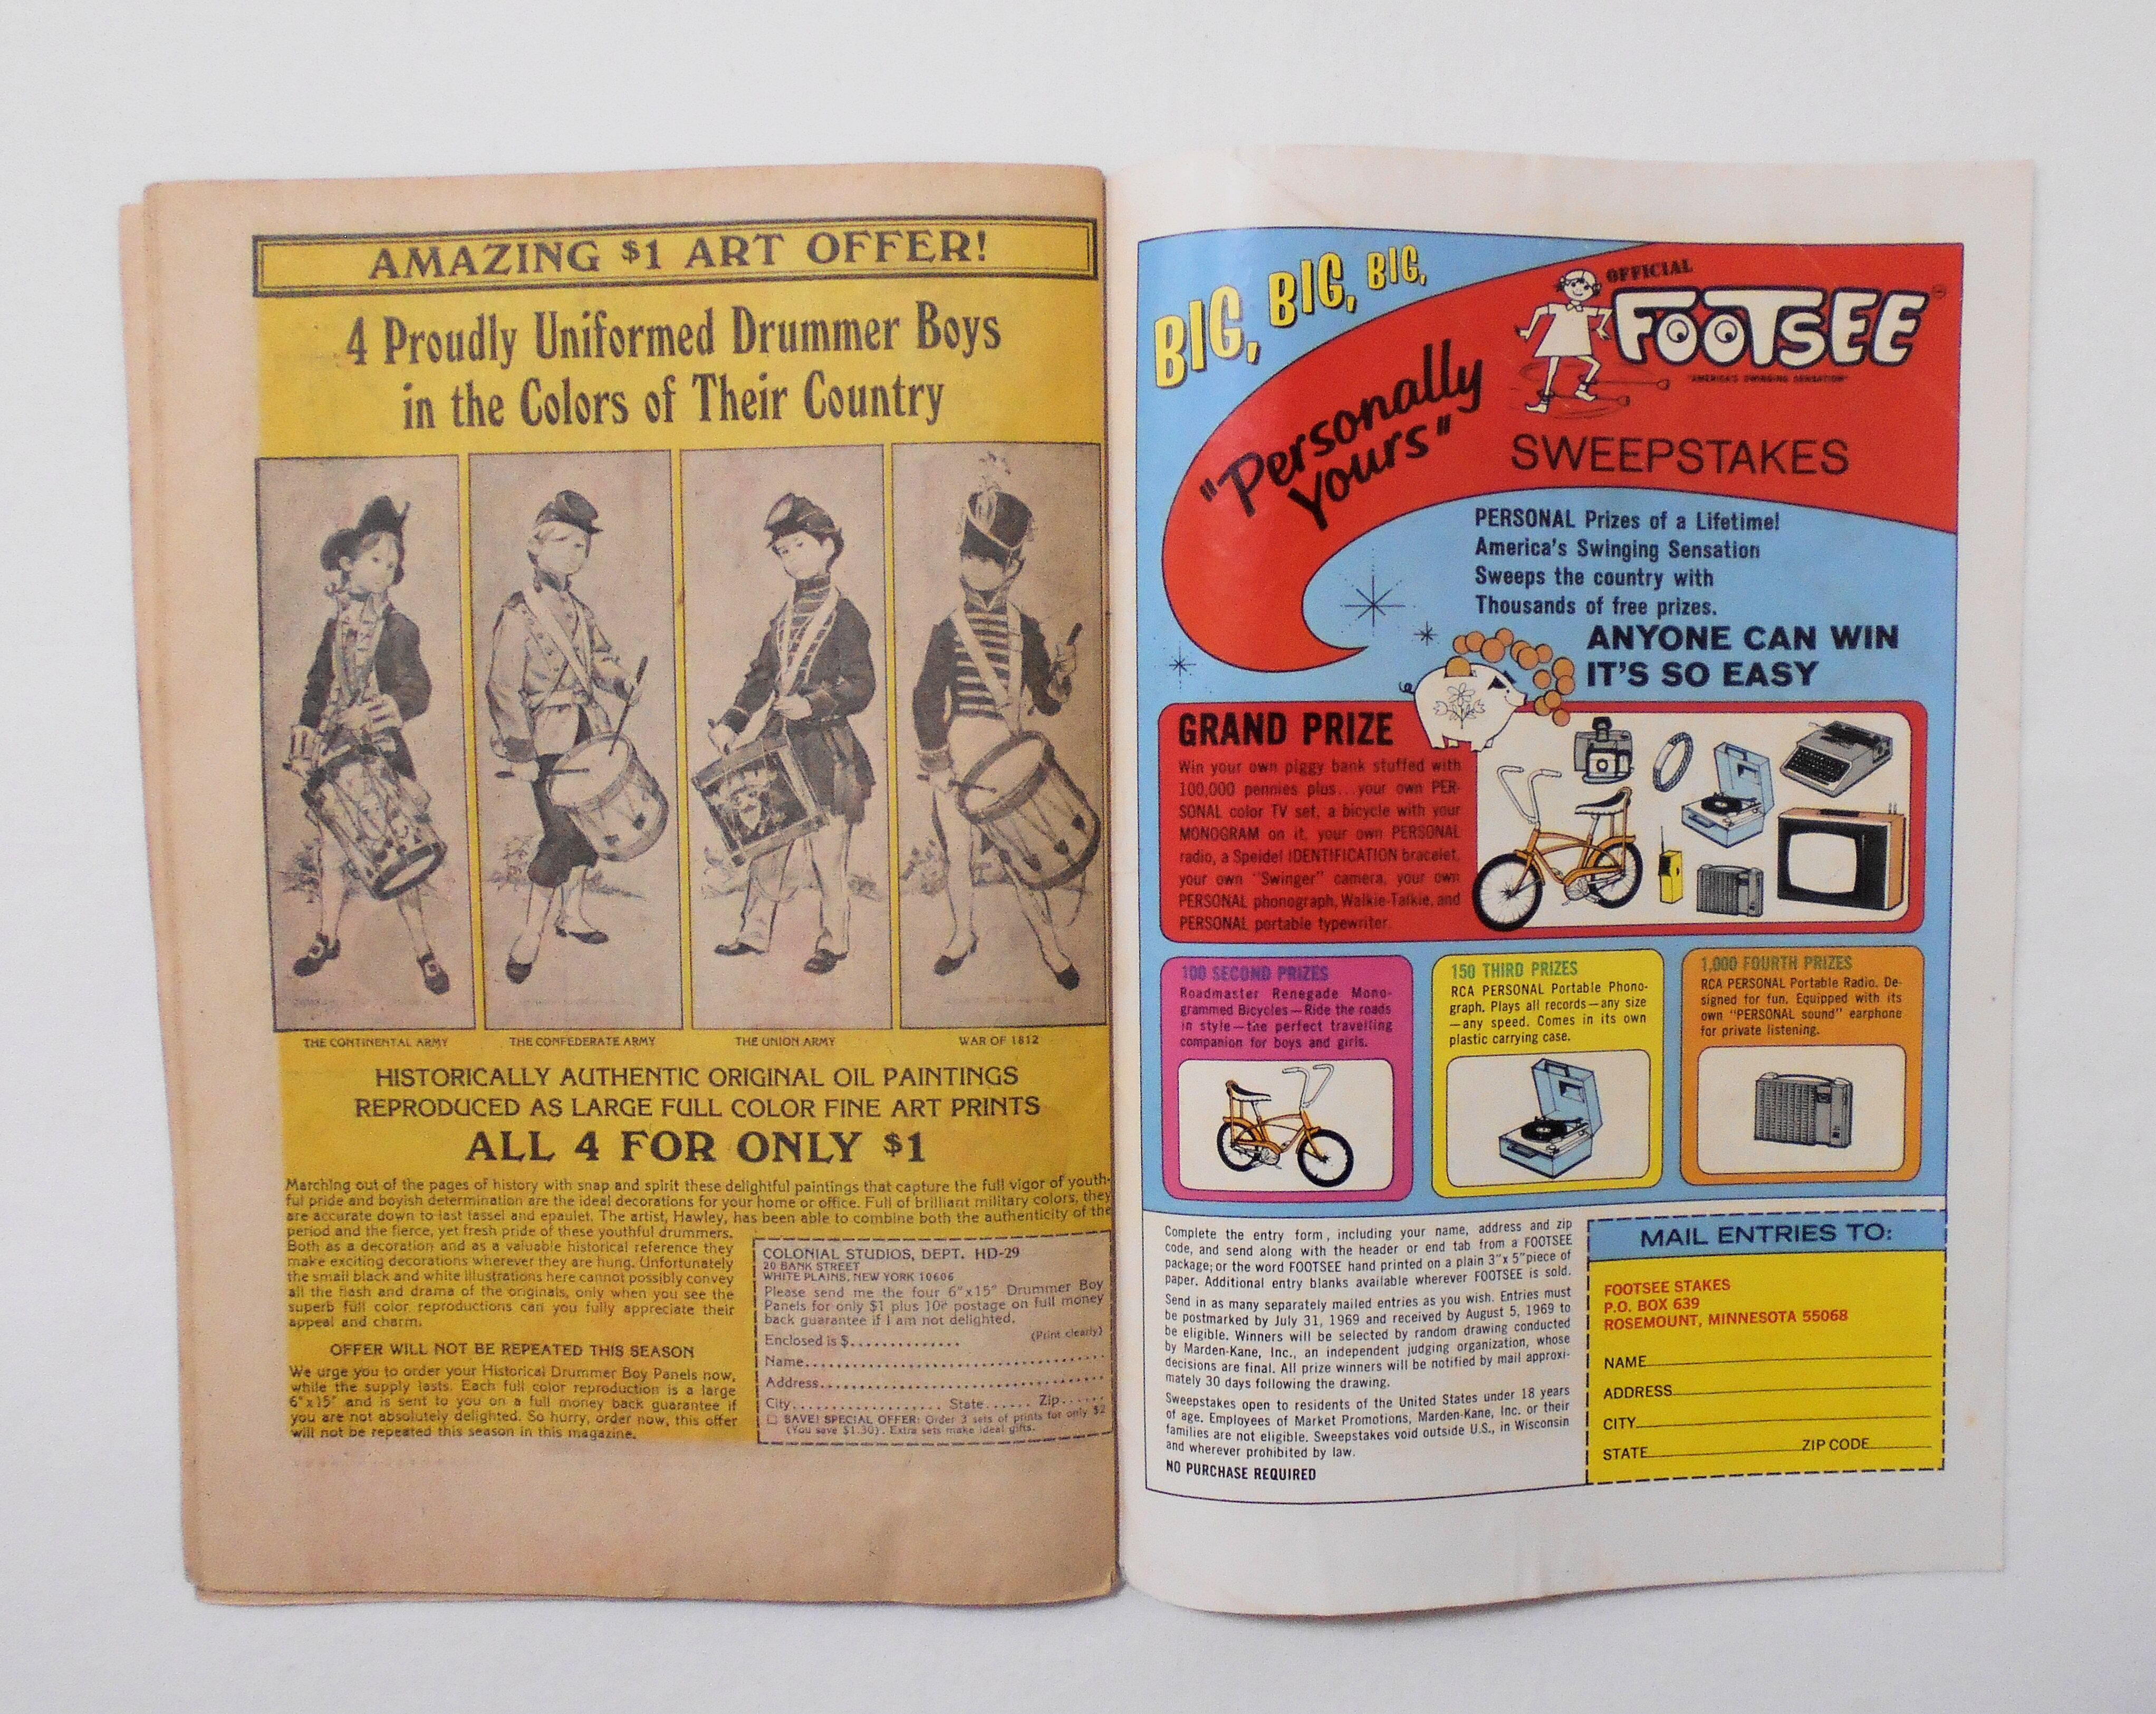 AMAZING $1 ART OFFER!
4 Proudly Uniformed Drummer Boys
in the Colors of Their Country
THE CONTINENTAL ARMY
THE CONFEDERATE ARMY
THE UNION ARMY
WAR OF 1812
HISTORICALLY AUTHENTIC ORIGINAL OIL PAINTINGS
REPRODUCED AS LARGE FULL COLOR FINE ART PRINTS
ALL 4 FOR ONLY $1
Marching out of the pages of history with snap and spirit these delightful paintings that capture the full vigor of youth-
ful pride and boyish determination are the ideal decorations for your home or office. Full of brilliant military colors, they
are accurate down to last tassel and epaulet. The artist, Hawley, has been able to combine both the authenticity of the
period and the fierce, yet fresh pride of these youthful drummers.
Both as a decoration and as a valuable historical reference they
make exciting decorations wherever they are hung. Unfortunately
the small black and white illustrations here cannot possibly convey
all the flash and drama of the originals, only when you see the
superb full color reproductions can you fully appreciate their
appeal and charm.
OFFER WILL NOT BE REPEATED THIS SEASON
We urge you to order your Historical Drummer Boy Panels now,
while the supply lasts. Each full color reproduction is a large
6"x15" and is sent to you on a full money back guarantee if
you are not absolutely delighted. So hurry, order now, this offer
will not be repeated this season in this magazine.
COLONIAL STUDIOS, DEPT. HD-29
20 BANK STREET
WHITE PLAINS, NEW YORK 10606
Please send me the four 6"x15" Drummer Boy
Panels for only $1 plus 10¢ postage on full money
back guarantee if I am not delighted.
Enclosed is $.............. (Print clearly)
Name..............................
Address..............................
City.................. State...... Zip......
☐ SAVE! SPECIAL OFFER: Order 3 sets of prints for only $2
(You save $1.30). Extra sets make ideal gifts.
BIG, BIG, BIG,
"Personally
Yours"
OFFICIAL
FOOTSEE
"AMERICA'S SWINGING SENSATION"
SWEEPSTAKES
PERSONAL Prizes of a Lifetime!
America's Swinging Sensation
Sweeps the country with
Thousands of free prizes.
ANYONE CAN WIN
IT'S SO EASY
GRAND PRIZE
Win your own piggy bank stuffed with
100,000 pennies plus... your own PER-
SONAL color TV set, a bicycle with your
MONOGRAM on it, your own PERSONAL
radio, a Speidel IDENTIFICATION bracelet,
your own "Swinger" camera, your own
PERSONAL phonograph, Walkie-Talkie, and
PERSONAL portable typewriter.
100 SECOND PRIZES
Roadmaster Renegade Mono-
grammed Bicycles—Ride the roads
in style—the perfect travelling
companion for boys and girls.
150 THIRD PRIZES
RCA PERSONAL Portable Phono-
graph. Plays all records—any size
—any speed. Comes in its own
plastic carrying case.
1,000 FOURTH PRIZES
RCA PERSONAL Portable Radio. De-
signed for fun. Equipped with its
own "PERSONAL sound" earphone
for private listening.
Complete the entry form, including your name, address and zip
code, and send along with the header or end tab from a FOOTSEE
package; or the word FOOTSEE hand printed on a plain 3"x 5" piece of
paper. Additional entry blanks available wherever FOOTSEE is sold.
Send in as many separately mailed entries as you wish. Entries must
be postmarked by July 31, 1969 and received by August 5, 1969 to
be eligible. Winners will be selected by random drawing conducted
by Marden-Kane, Inc., an independent judging organization, whose
decisions are final. All prize winners will be notified by mail approxi-
mately 30 days following the drawing.
Sweepstakes open to residents of the United States under 18 years
of age. Employees of Market Promotions, Marden-Kane, Inc. or their
families are not eligible. Sweepstakes void outside U.S., in Wisconsin
and wherever prohibited by law.
NO PURCHASE REQUIRED
MAIL ENTRIES TO:
FOOTSEE STAKES
P.O. BOX 639
ROSEMOUNT, MINNESOTA 55068
NAME
ADDRESS
CITY
STATE ZIP CODE